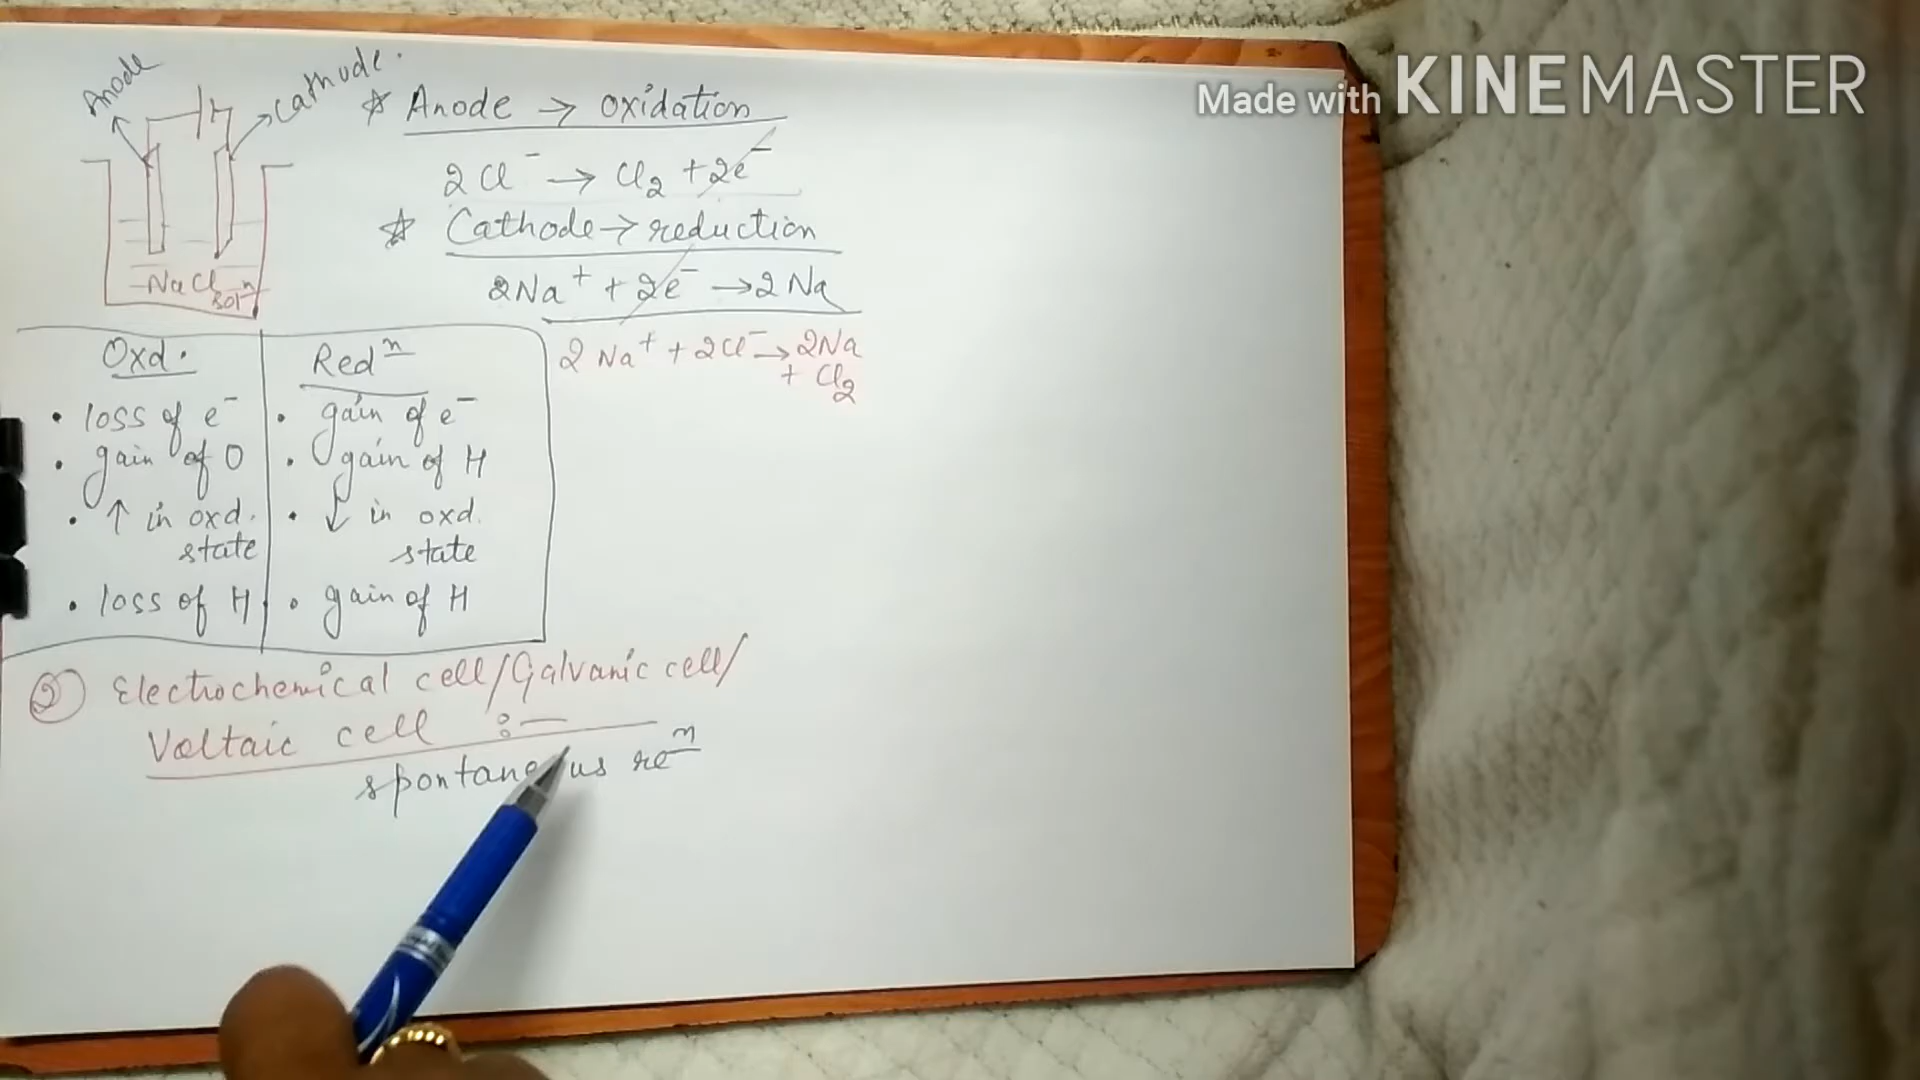 Made with KINEMASTER
Anode
Cathode.
☆ Anode → oxidation
2Cl⁻ → Cl₂ + 2e⁻
☆ Cathode → reduction
2Na⁺ + 2e⁻ → 2Na
NaCl
solⁿ
2Na⁺ + 2Cl⁻ → 2Na
+ Cl₂
Oxd.
• loss of e⁻
• gain of O
• ↑ in oxd.
state
• loss of H
Redⁿ
• gain of e⁻
• gain of H
• ↓ in oxd.
state
• gain of H
② Electrochemical cell/Galvanic cell/
Voltaic cell :—
spontaneous reⁿ